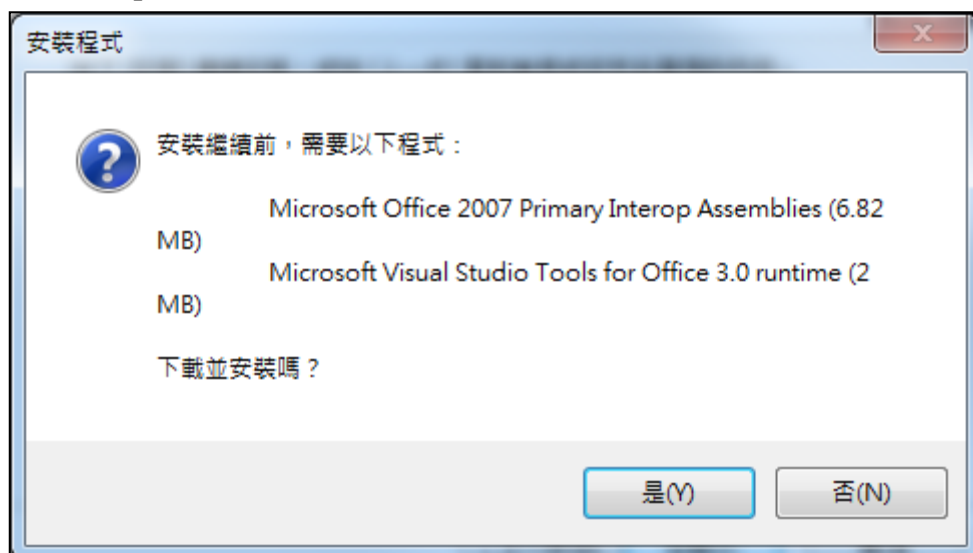 安裝程式
安裝繼續前，需要以下程式：
Microsoft Office 2007 Primary Interop Assemblies (6.82
MB)
Microsoft Visual Studio Tools for Office 3.0 runtime (2
MB)
下載並安裝嗎？
是(Y)
否(N)